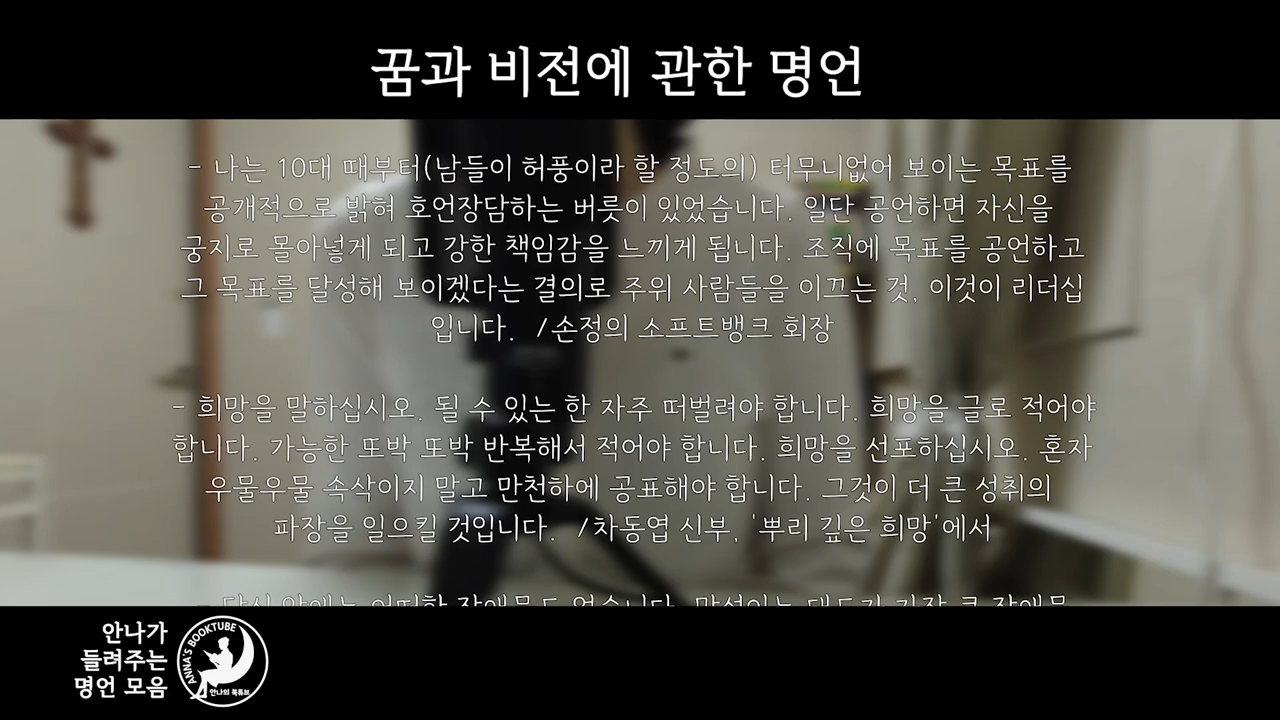 꿈과 비전에 관한 명언
- 나는 10대 때부터(남들이 허풍이라 할 정도의) 터무니없어 보이는 목표를
공개적으로 밝혀 호언장담하는 버릇이 있었습니다. 일단 공언하면 자신을
궁지로 몰아넣게 되고 강한 책임감을 느끼게 됩니다. 조직에 목표를 공언하고
그 목표를 달성해 보이겠다는 결의로 주위 사람들을 이끄는 것, 이것이 리더십
입니다. /손정의 소프트뱅크 회장
- 희망을 말하십시오. 될 수 있는 한 자주 떠벌려야 합니다. 희망을 글로 적어야
합니다. 가능한 또박 또박 반복해서 적어야 합니다. 희망을 선포하십시오. 혼자
우물우물 속삭이지 말고 만천하에 공표해야 합니다. 그것이 더 큰 성취의
파장을 일으킬 것입니다. /차동엽 신부, '뿌리 깊은 희망'에서
안나가
들려주는
명언 모음
ANNA'S BOOKTUBE
안나의 북튜브